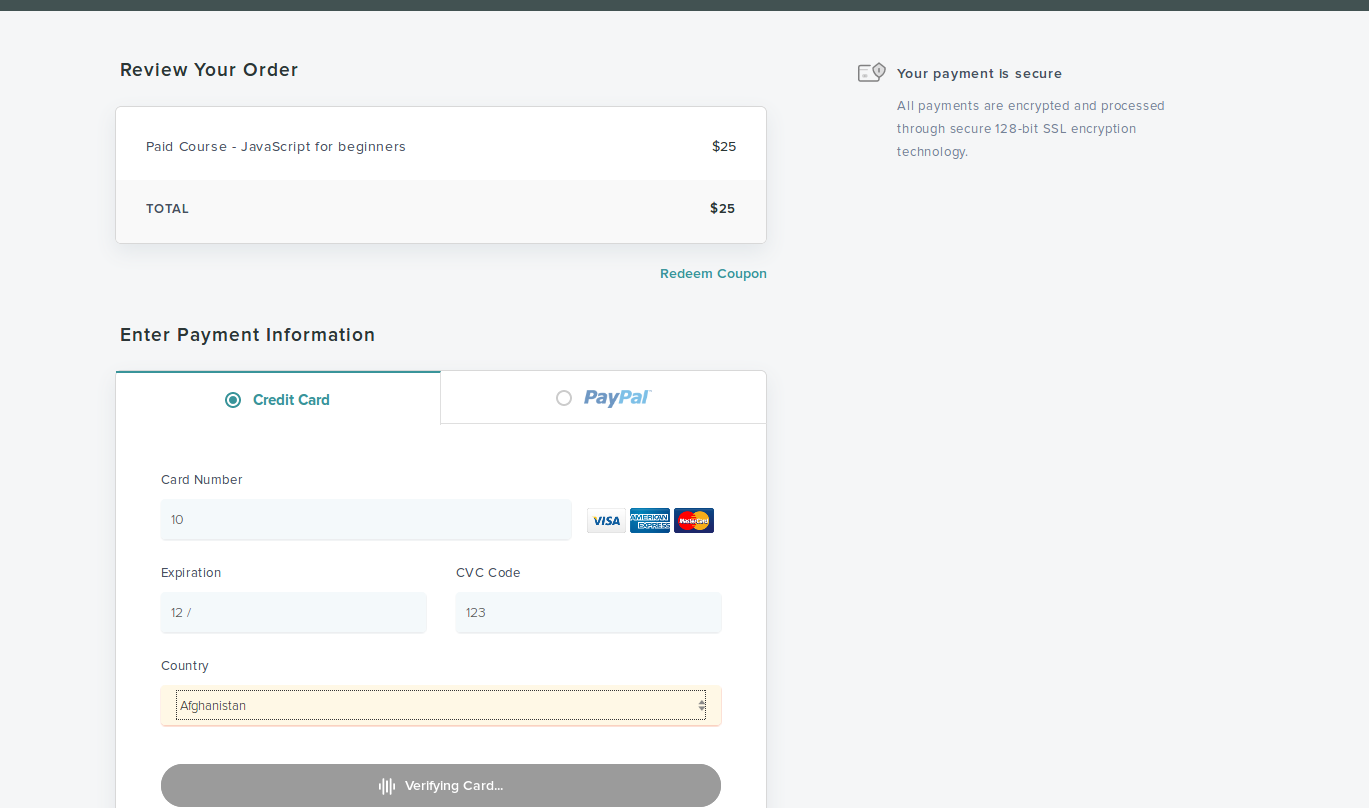 Review Your Order
Your payment is secure
All payments are encrypted and processed
through secure 128-bit SSL encryption
technology.
Paid Course - JavaScript for beginners $25
TOTAL $25
Redeem Coupon
Enter Payment Information
Credit Card
PayPal
Card Number
10
VISA
AMERICAN EXPRESS
MasterCard
Expiration
CVC Code
12 /
123
Country
Afghanistan
Verifying Card...